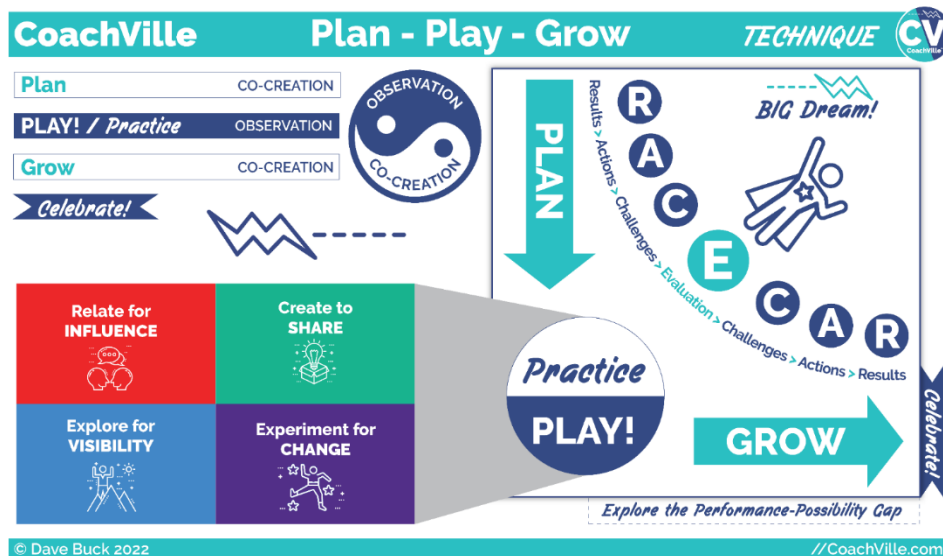 CoachVille
Plan - Play - Grow
TECHNIQUE
CV
CoachVille
Plan CO-CREATION
PLAY! / Practice OBSERVATION
Grow CO-CREATION
Celebrate!
OBSERVATION
CO-CREATION
Relate for
INFLUENCE
Create to
SHARE
Explore for
VISIBILITY
Experiment for
CHANGE
PLAN
Results > Actions > Challenges > Evaluation > Challenges > Actions > Results
R
A
C
E
C
A
R
BIG Dream!
Practice
PLAY!
GROW
Celebrate!
Explore the Performance-Possibility Gap
© Dave Buck 2022
//CoachVille.com